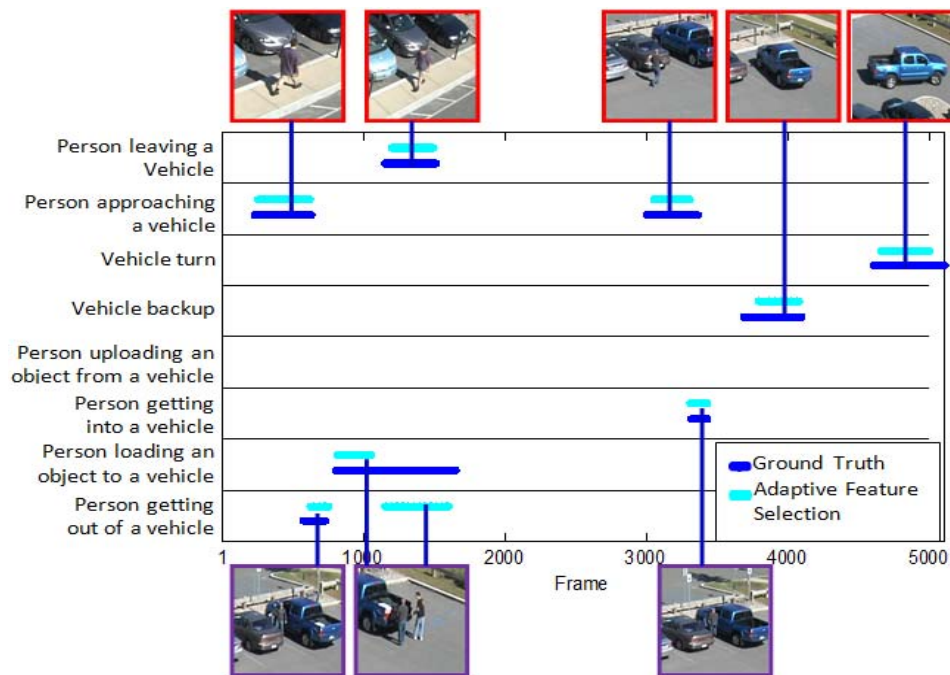 Person leaving a
Vehicle
Person approaching
a vehicle
Vehicle turn
Vehicle backup
Person uploading an
object from a vehicle
Person getting
into a vehicle
Person loading an
object to a vehicle
Person getting
out of a vehicle
Ground Truth
Adaptive Feature
Selection
1
1000
2000
3000
4000
5000
Frame